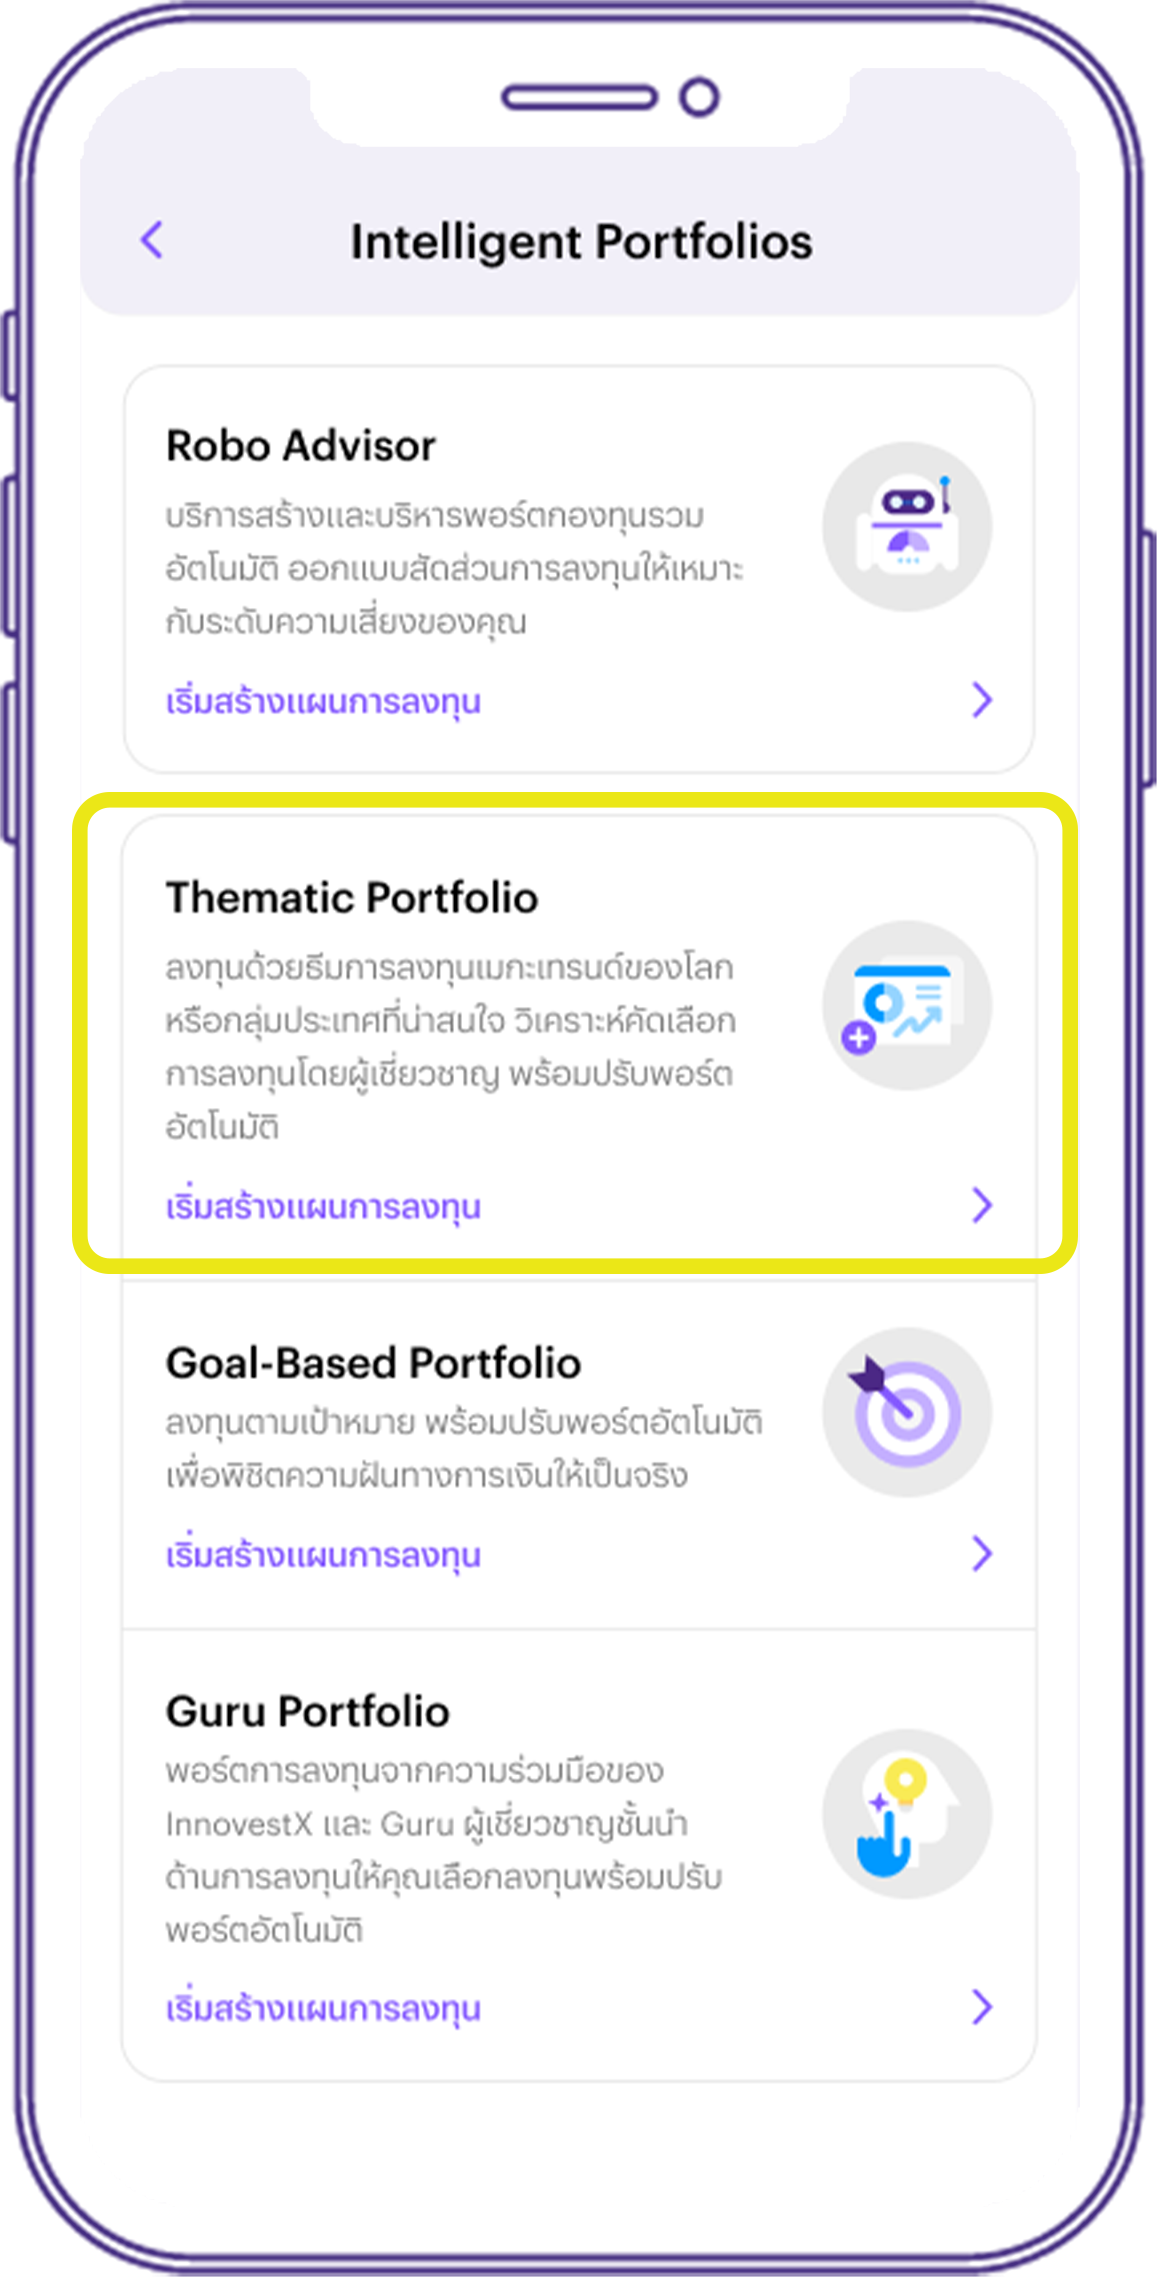 Intelligent Portfolios
Robo Advisor
บริการสร้างและบริหารพอร์ตกองทุนรวม
อัตโนมัติ ออกแบบสัดส่วนการลงทุนให้เหมาะ
กับระดับความเสี่ยงของคุณ
เริ่มสร้างแผนการลงทุน
Thematic Portfolio
ลงทุนด้วยธีมการลงทุนเมกะเทรนด์ของโลก
หรือกลุ่มประเทศที่น่าสนใจ วิเคราะห์คัดเลือก
การลงทุนโดยผู้เชี่ยวชาญ พร้อมปรับพอร์ต
อัตโนมัติ
เริ่มสร้างแผนการลงทุน
Goal-Based Portfolio
ลงทุนตามเป้าหมาย พร้อมปรับพอร์ตอัตโนมัติ
เพื่อพิชิตความฝันทางการเงินให้เป็นจริง
เริ่มสร้างแผนการลงทุน
Guru Portfolio
พอร์ตการลงทุนจากความร่วมมือของ
InnovestX และ Guru ผู้เชี่ยวชาญชั้นนำ
ด้านการลงทุนให้คุณเลือกลงทุนพร้อมปรับ
พอร์ตอัตโนมัติ
เริ่มสร้างแผนการลงทุน